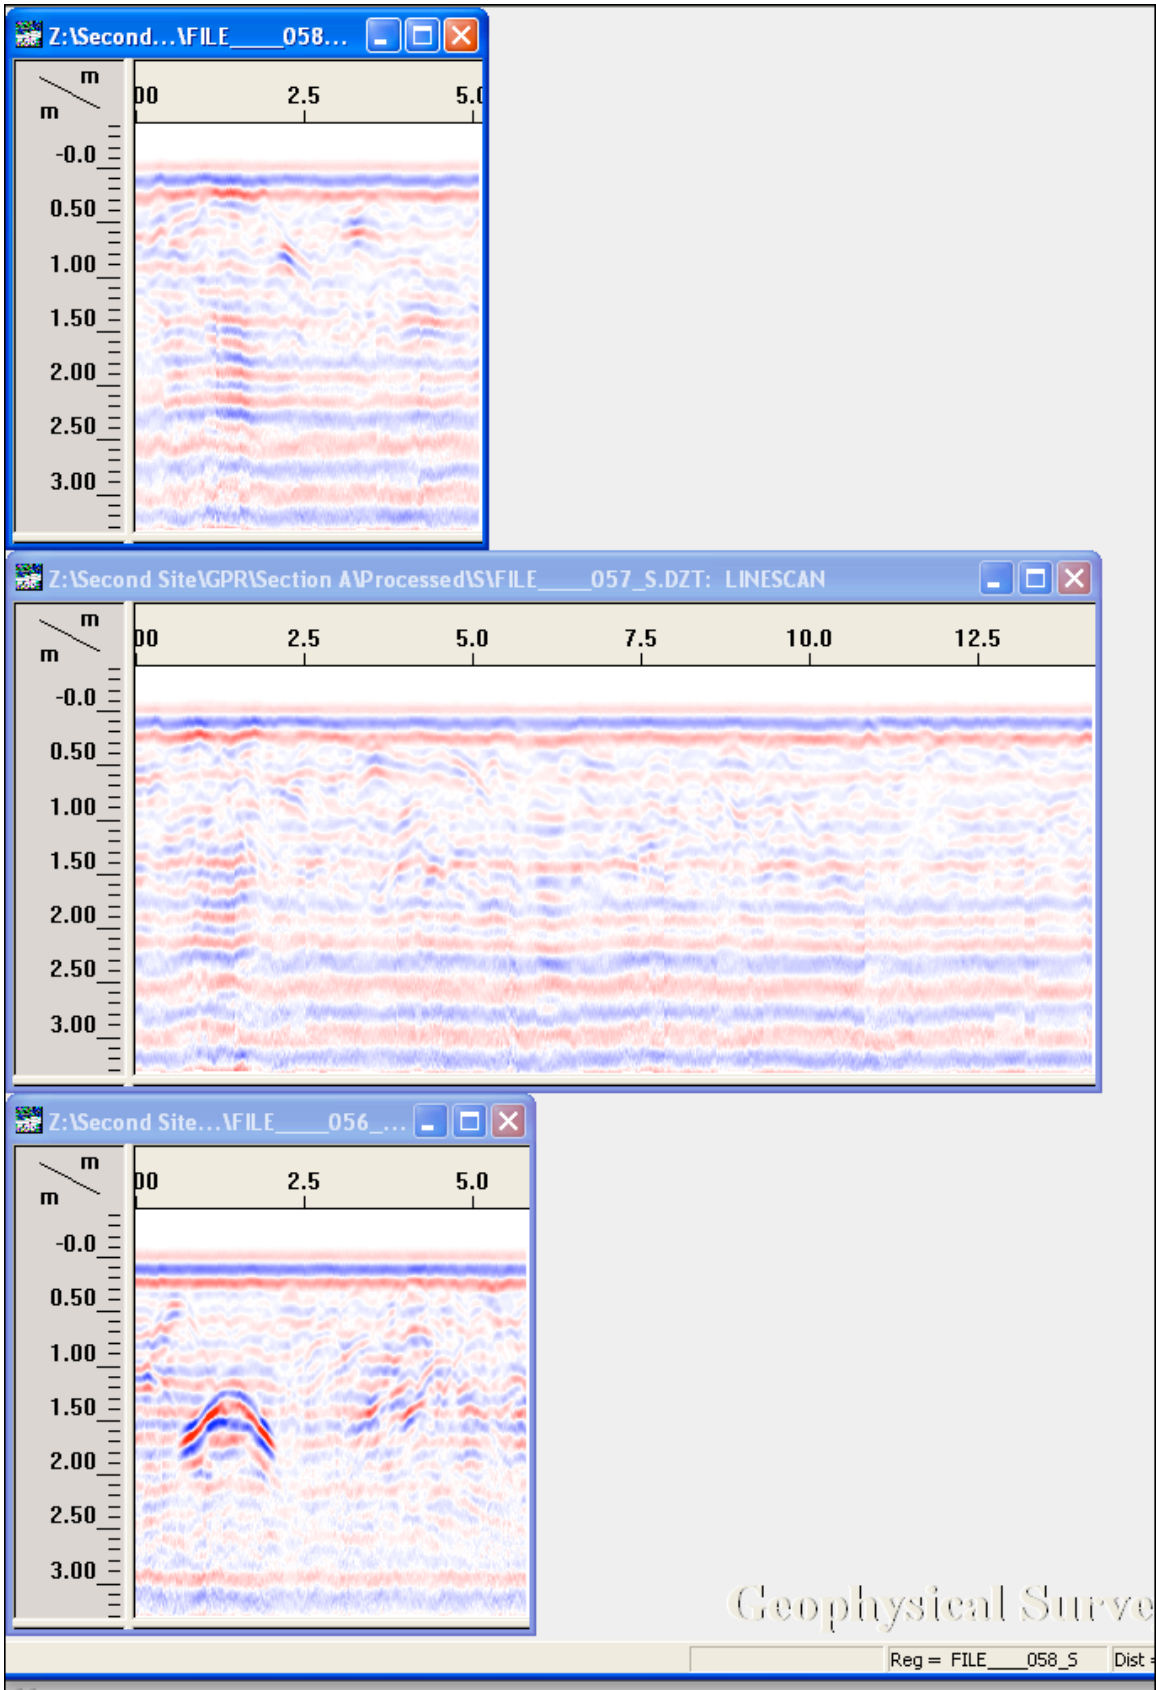 Z:\Second...\FILE____058...
m
m
00 2.5 5.0
-0.0
0.50
1.00
1.50
2.00
2.50
3.00
Z:\Second Site\GPR\Section A\Processed\S\FILE____057_S.DZT: LINESCAN
m
m
00 2.5 5.0 7.5 10.0 12.5
-0.0
0.50
1.00
1.50
2.00
2.50
3.00
Z:\Second Site...\FILE____056_...
m
m
00 2.5 5.0
-0.0
0.50
1.00
1.50
2.00
2.50
3.00
Geophysical Surve
Reg = FILE____058_S Dist =